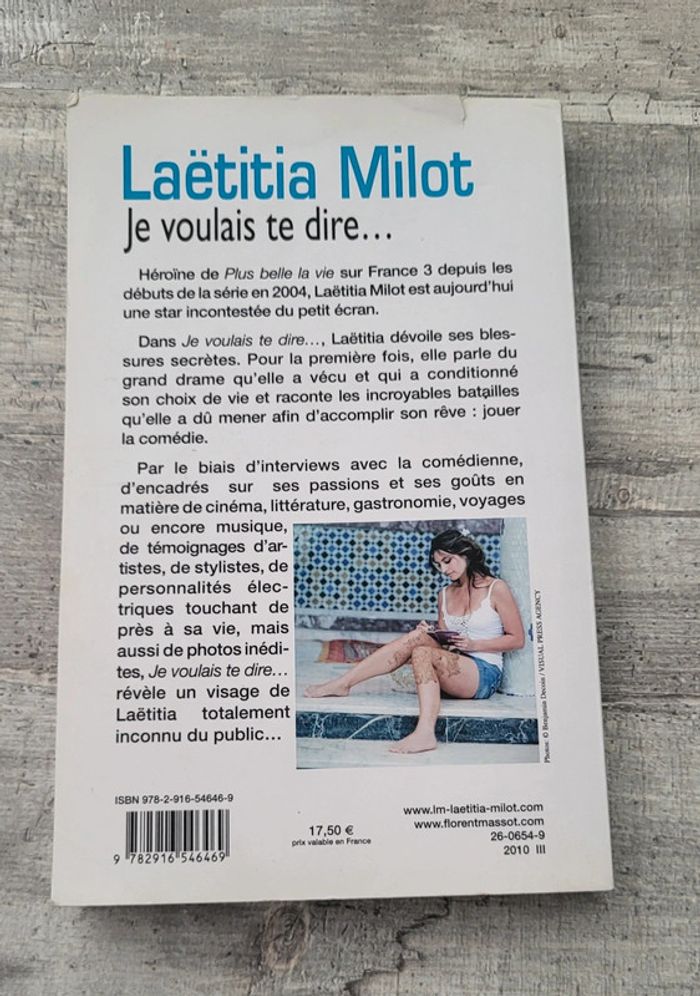 Laëtitia Milot
Je voulais te dire...
Héroïne de Plus belle la vie sur France 3 depuis les
débuts de la série en 2004, Laëtitia Milot est aujourd'hui
une star incontestée du petit écran.
Dans Je voulais te dire..., Laëtitia dévoile ses bles-
sures secrètes. Pour la première fois, elle parle du
grand drame qu'elle a vécu et qui a conditionné
son choix de vie et raconte les incroyables batailles
qu'elle a dû mener afin d'accomplir son rêve : jouer
la comédie.
Par le biais d'interviews avec la comédienne,
d'encadrés sur ses passions et ses goûts en
matière de cinéma, littérature, gastronomie, voyages
ou encore musique,
de témoignages d'ar-
tistes, de stylistes, de
personnalités élec-
triques touchant de
près à sa vie, mais
aussi de photos inédi-
tes, Je voulais te dire...
révèle un visage de
Laëtitia totalement
inconnu du public...
Photos: © Benjamin Decoin / VISUAL PRESS AGENCY
ISBN 978-2-916-54646-9
9 782916 546469
17,50 €
prix valable en France
www.lm-laetitia-milot.com
www.florentmassot.com
26-0654-9
2010 III